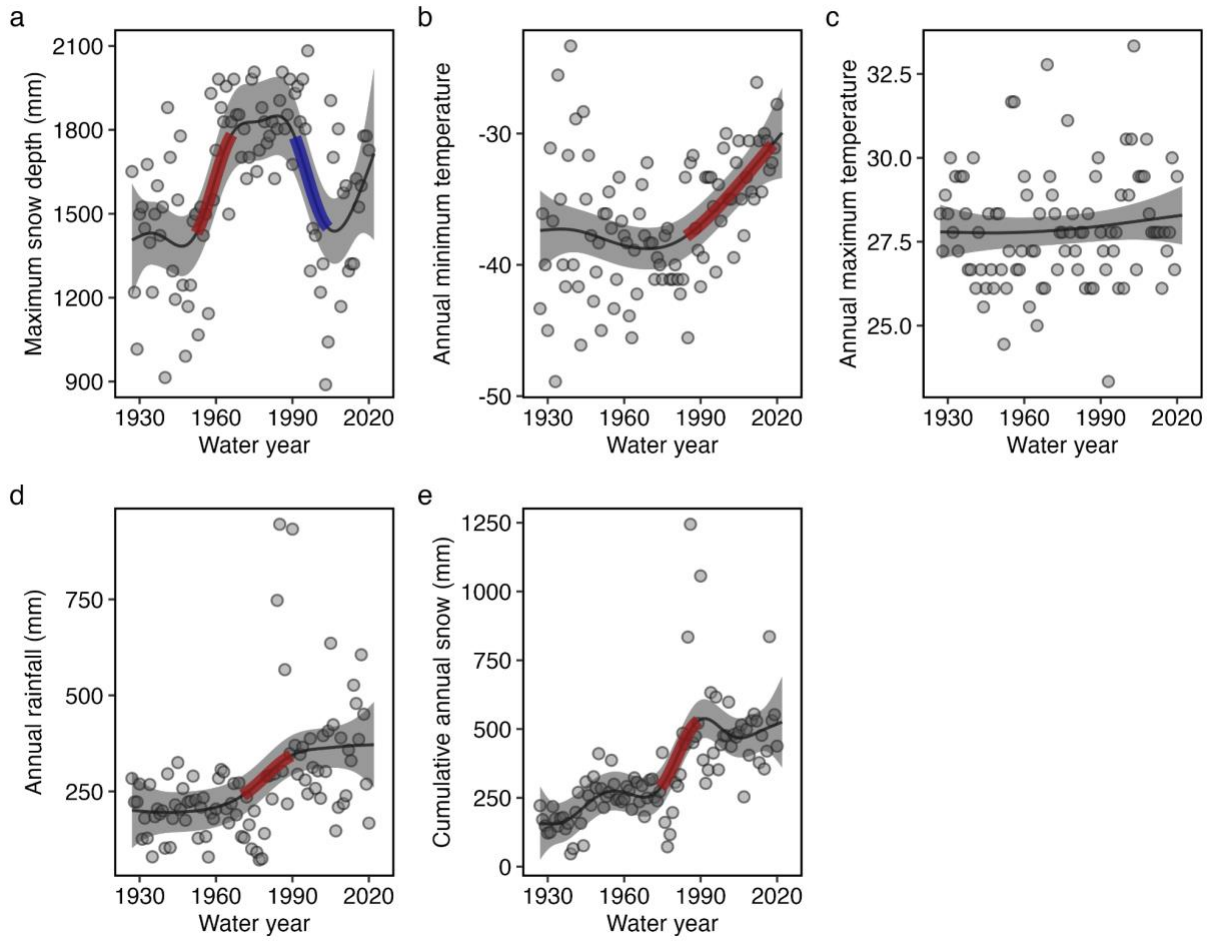 a
b
c
Maximum snow depth (mm)
2100
1800
1500
1200
900
1930 1960 1990 2020
Water year
Annual minimum temperature
-30
-40
-50
1930 1960 1990 2020
Water year
Annual maximum temperature
32.5
30.0
27.5
25.0
1930 1960 1990 2020
Water year
d
e
Annual rainfall (mm)
750
500
250
1930 1960 1990 2020
Water year
Cumulative annual snow (mm)
1250
1000
750
500
250
0
1930 1960 1990 2020
Water year